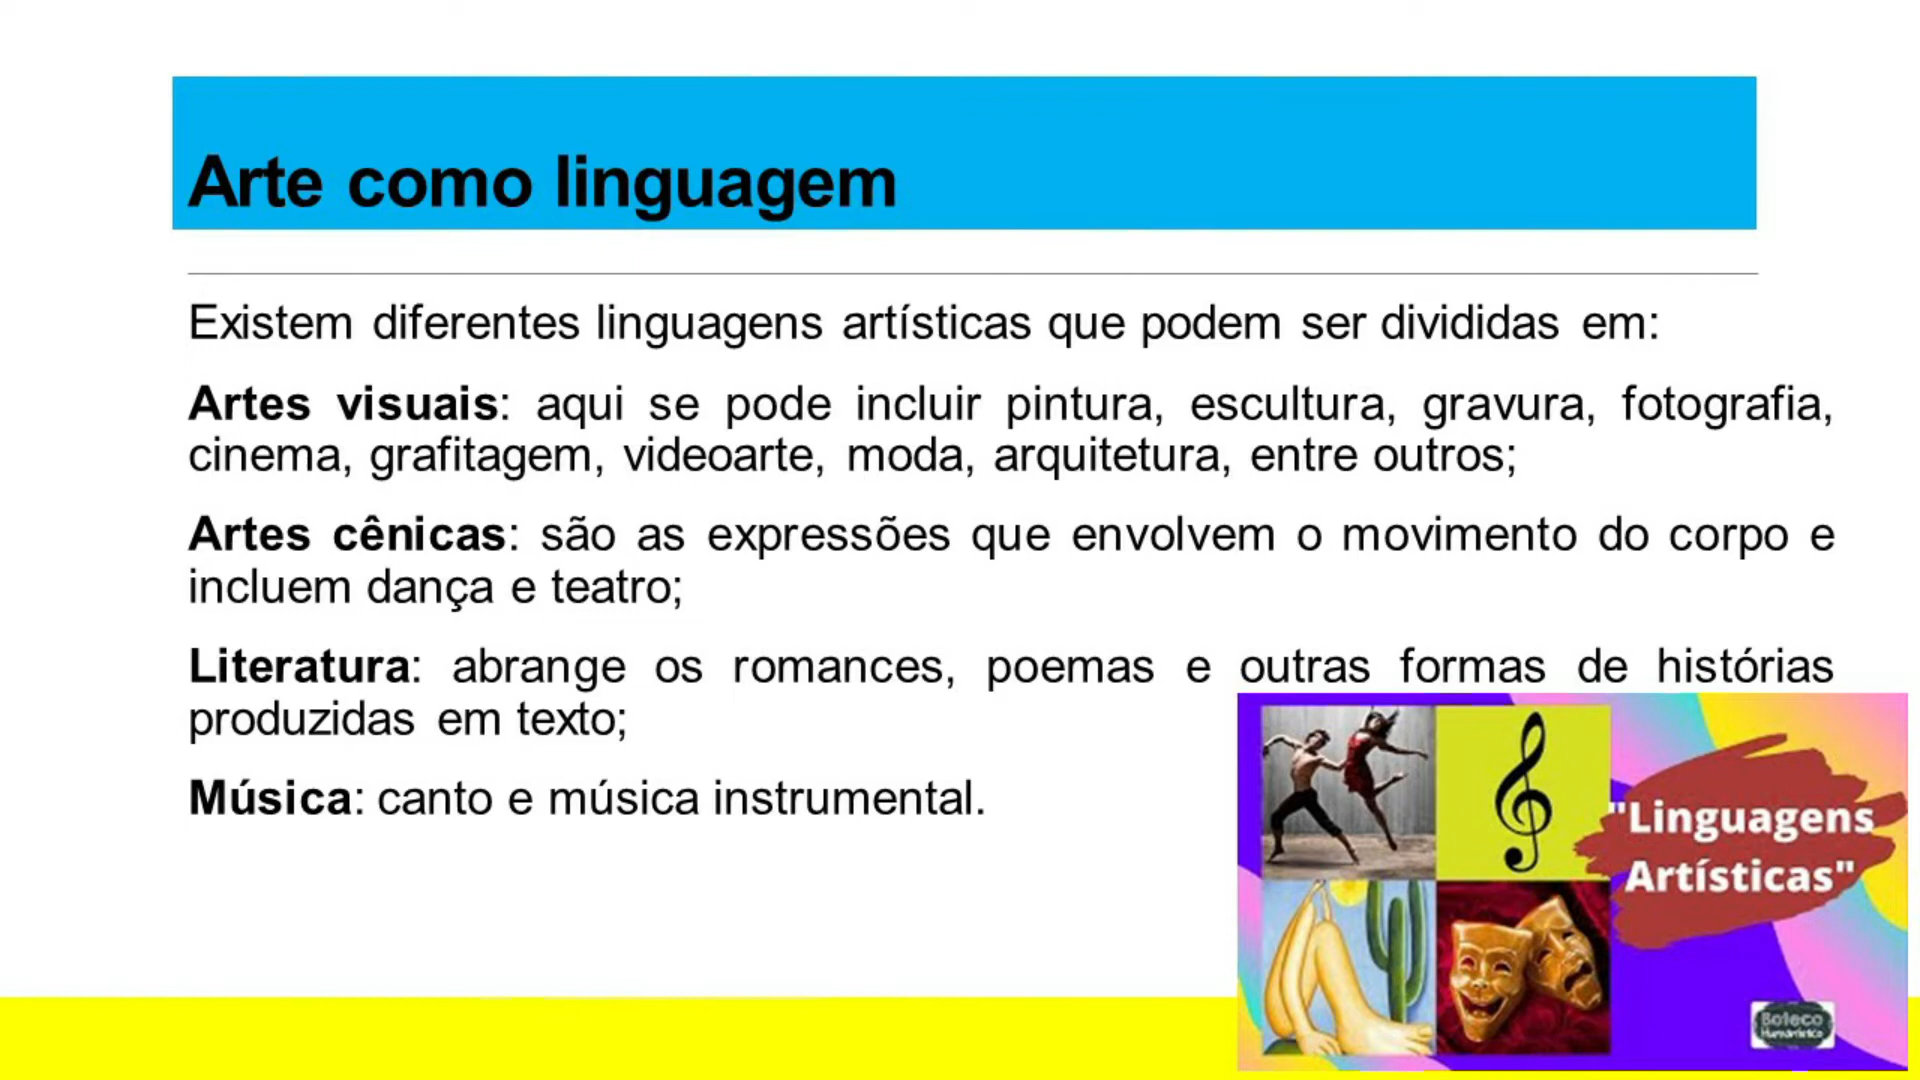 Arte como linguagem
Existem diferentes linguagens artísticas que podem ser divididas em:
Artes visuais: aqui se pode incluir pintura, escultura, gravura, fotografia,
cinema, grafitagem, videoarte, moda, arquitetura, entre outros;
Artes cênicas: são as expressões que envolvem o movimento do corpo e
incluem dança e teatro;
Literatura: abrange os romances, poemas e outras formas de histórias
produzidas em texto;
Música: canto e música instrumental.
"Linguagens
Artísticas"
Boteco
Humanístico